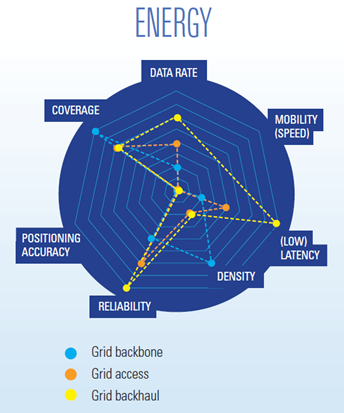 ENERGY
DATA RATE
COVERAGE
MOBILITY
(SPEED)
POSITIONING
ACCURACY
(LOW)
LATENCY
DENSITY
RELIABILITY
Grid backbone
Grid access
Grid backhaul